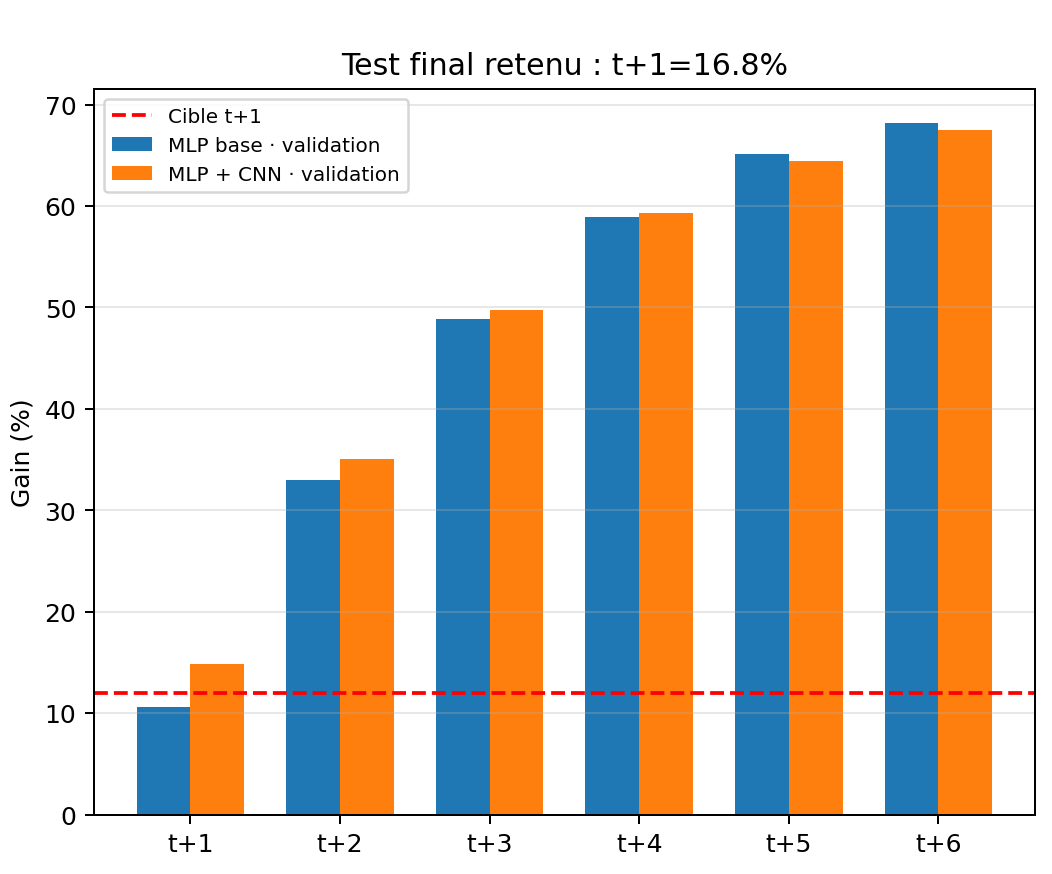 Test final retenu : t+1=16.8%
Cible t+1
MLP base · validation
MLP + CNN · validation
Gain (%)
70
60
50
40
30
20
10
0
t+1 t+2 t+3 t+4 t+5 t+6